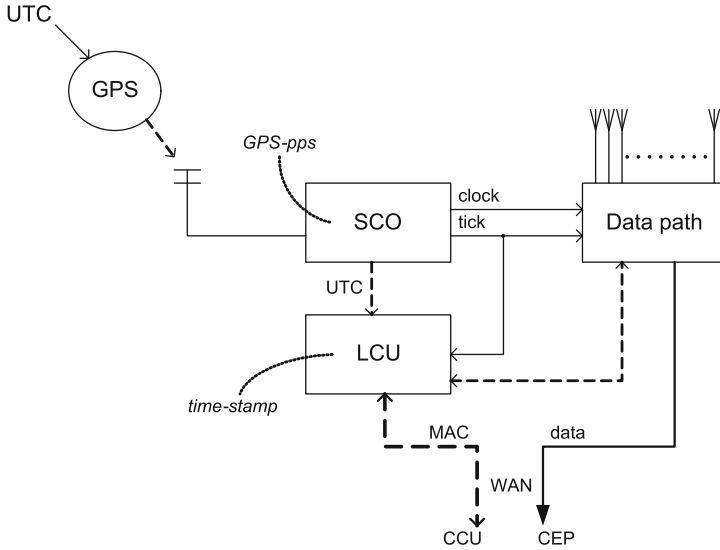 UTC
GPS
GPS-pps
SCO
clock
tick
Data path
UTC
LCU
time-stamp
MAC
data
WAN
CCU
CEP